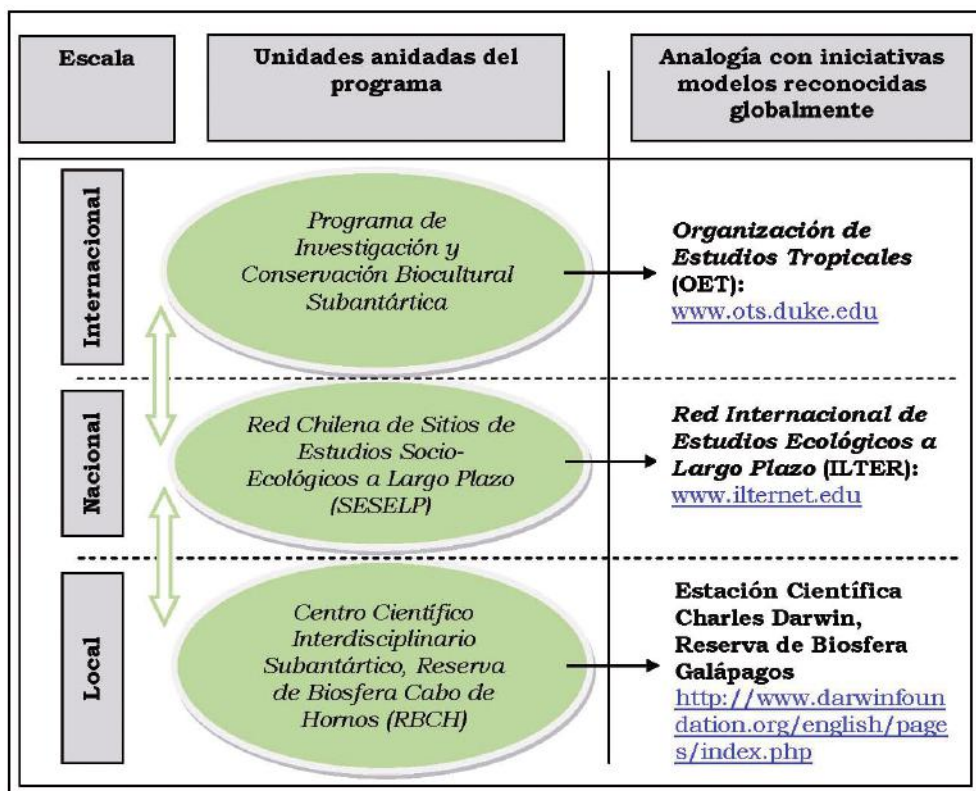 Escala
Unidades anidadas del
programa
Analogía con iniciativas
modelos reconocidas
globalmente
Internacional
Programa de
Investigación y
Conservación Biocultural
Subantártica
Organización de
Estudios Tropicales
(OET):
www.ots.duke.edu
Nacional
Red Chilena de Sitios de
Estudios Socio-
Ecológicos a Largo Plazo
(SESELP)
Red Internacional de
Estudios Ecológicos a
Largo Plazo (ILTER):
www.ilternet.edu
Local
Centro Científico
Interdisciplinario
Subantártico, Reserva
de Biosfera Cabo de
Hornos (RBCH)
Estación Científica
Charles Darwin,
Reserva de Biosfera
Galápagos
http://www.darwinfoun
dation.org/english/page
s/index.php